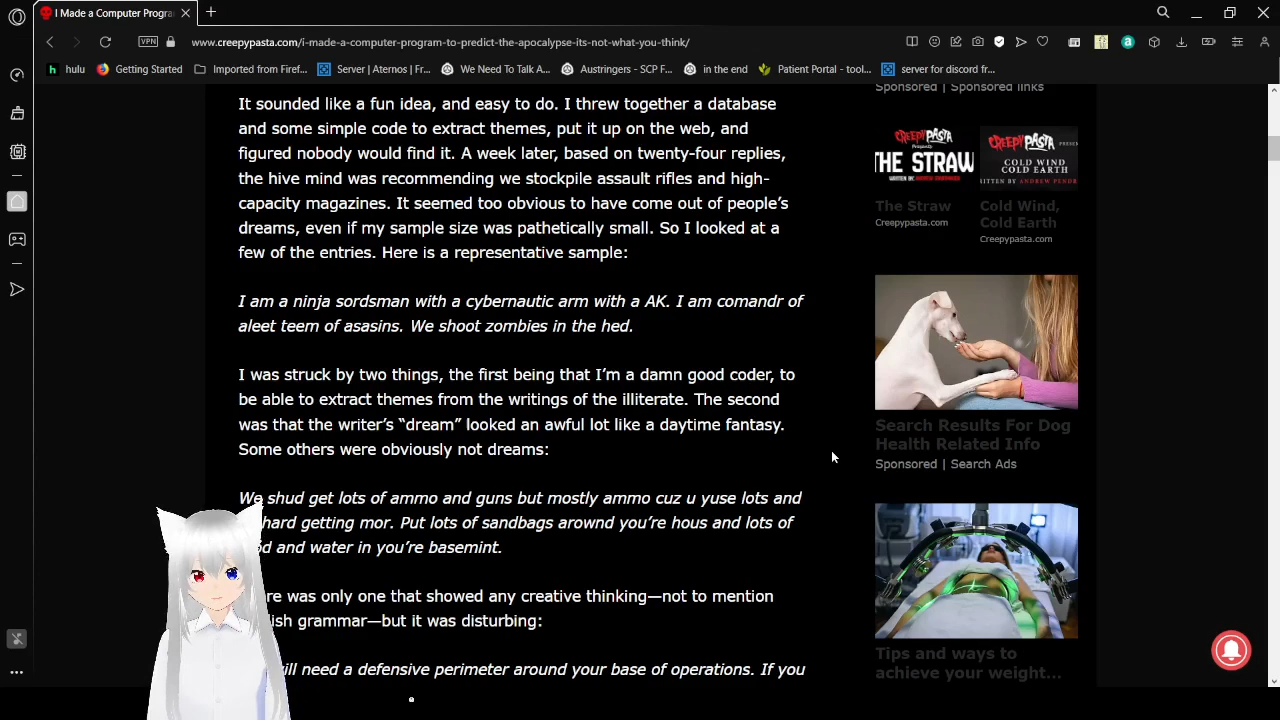 I Made a Computer Progra
www.creepypasta.com/i-made-a-computer-program-to-predict-the-apocalypse-its-not-what-you-think/
VPN
hulu
Getting Started
Imported from Firef...
Server | Aternos | Fr...
We Need To Talk A...
Austringers - SCP F...
in the end
Patient Portal - tool...
server for discord fr...
It sounded like a fun idea, and easy to do. I threw together a database
and some simple code to extract themes, put it up on the web, and
figured nobody would find it. A week later, based on twenty-four replies,
the hive mind was recommending we stockpile assault rifles and high-
capacity magazines. It seemed too obvious to have come out of people's
dreams, even if my sample size was pathetically small. So I looked at a
few of the entries. Here is a representative sample:
I am a ninja sordsman with a cybernautic arm with a AK. I am comandr of
aleet teem of asasins. We shoot zombies in the hed.
I was struck by two things, the first being that I'm a damn good coder, to
be able to extract themes from the writings of the illiterate. The second
was that the writer's “dream” looked an awful lot like a daytime fantasy.
Some others were obviously not dreams:
We shud get lots of ammo and guns but mostly ammo cuz u yuse lots and
hard getting mor. Put lots of sandbags arownd you're hous and lots of
and water in you're basemint.
was only one that showed any creative thinking—not to mention
grammar—but it was disturbing:
need a defensive perimeter around your base of operations. If you
Sponsored | Sponsored links
CREEPYPASTA
Presents
THE STRAW
CREEPYPASTA
COLD WIND
COLD EARTH
The Straw
Creepypasta.com
Cold Wind,
Cold Earth
Creepypasta.com
Search Results For Dog
Health Related Info
Sponsored | Search Ads
Tips and ways to
achieve your weight...